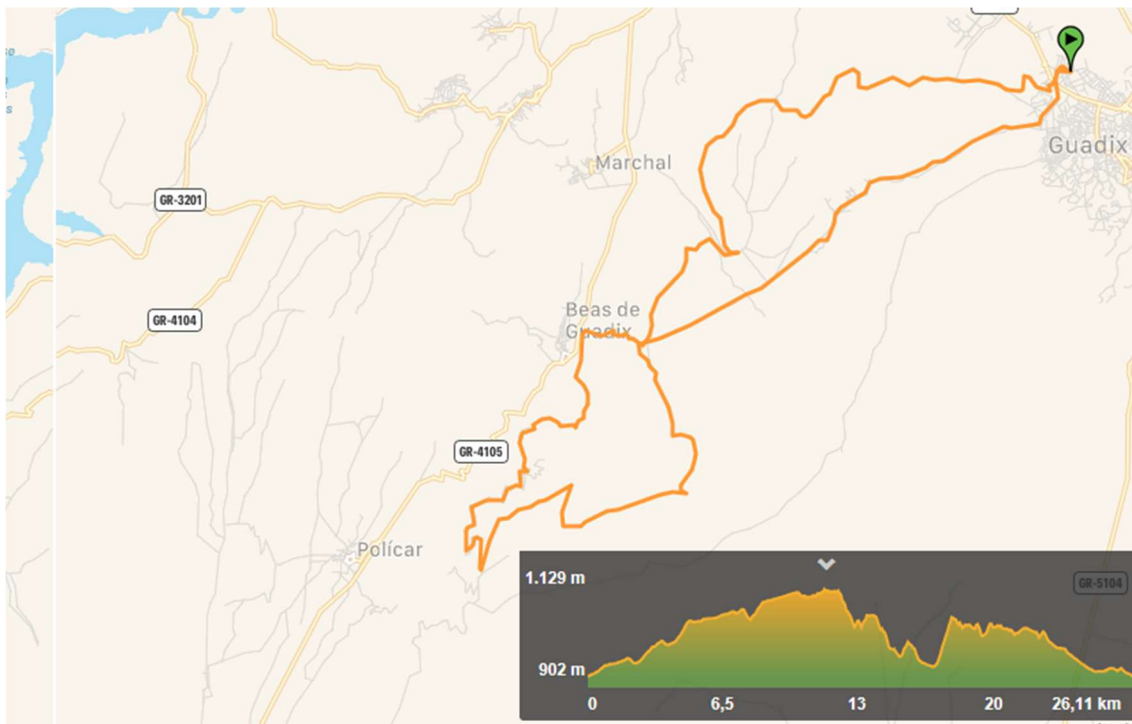 Guadix
Marchal
GR-3201
Beas de
Guadix
GR-4104
GR-4105
Polícar
1.129 m
GR-5104
902 m
0
6,5
13
20
26,11 km